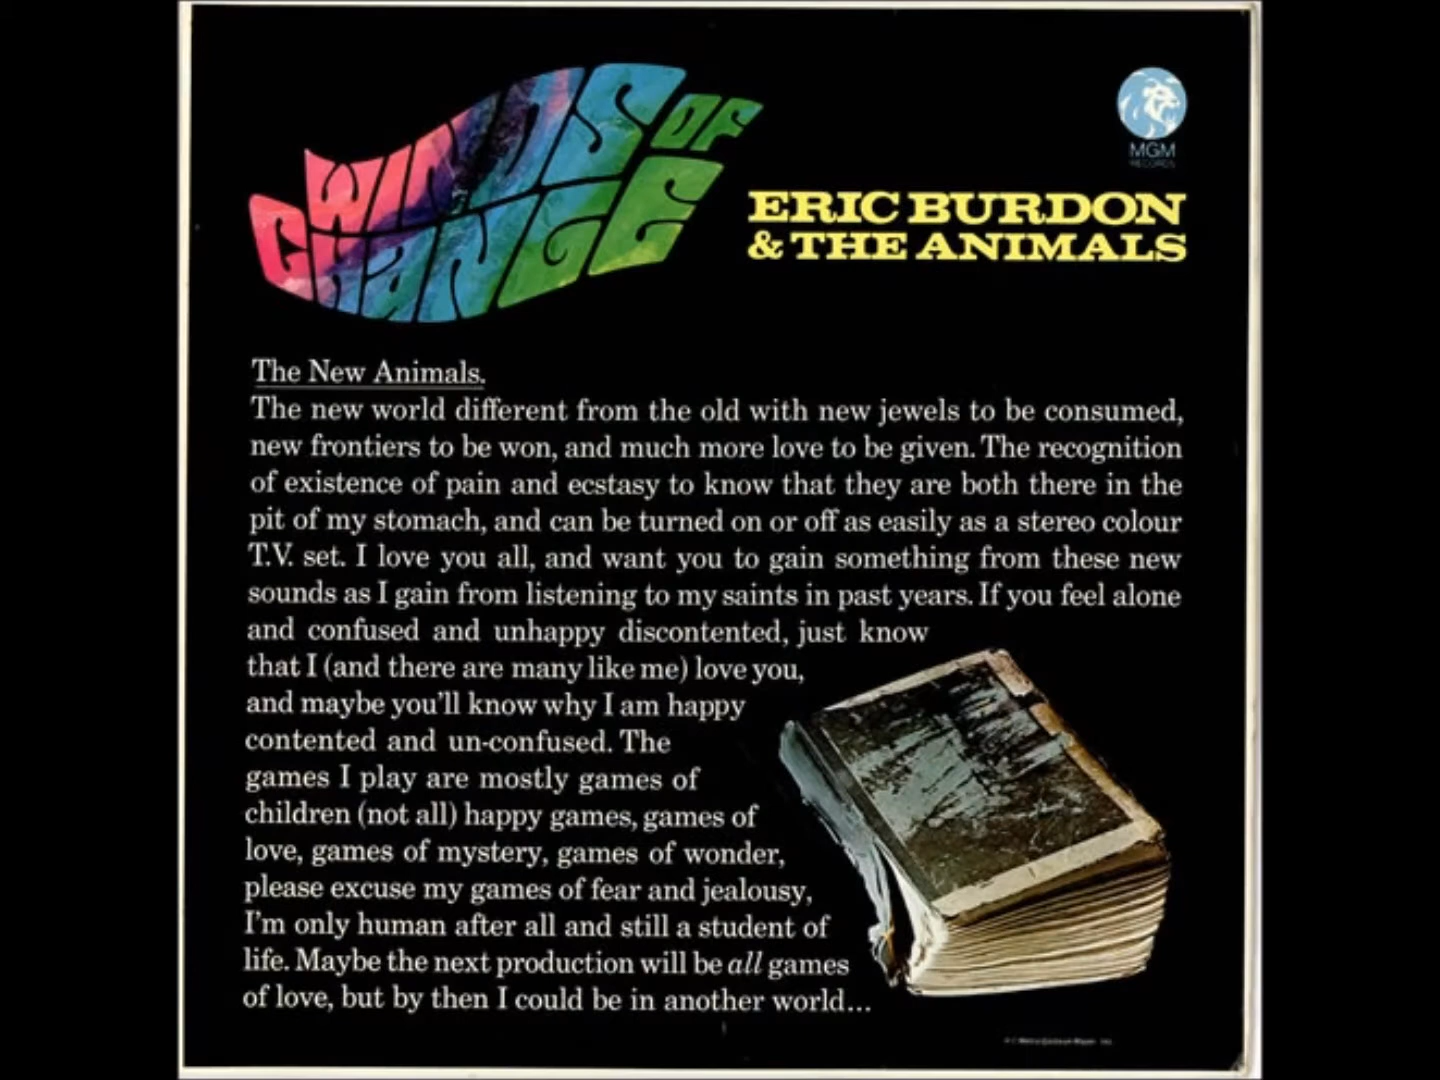 WINDS OF
CHANGE
MGM
RECORDS
ERIC BURDON
& THE ANIMALS
The New Animals.
The new world different from the old with new jewels to be consumed,
new frontiers to be won, and much more love to be given. The recognition
of existence of pain and ecstasy to know that they are both there in the
pit of my stomach, and can be turned on or off as easily as a stereo colour
T.V. set. I love you all, and want you to gain something from these new
sounds as I gain from listening to my saints in past years. If you feel alone
and confused and unhappy discontented, just know
that I (and there are many like me) love you,
and maybe you'll know why I am happy
contented and un-confused. The
games I play are mostly games of
children (not all) happy games, games of
love, games of mystery, games of wonder,
please excuse my games of fear and jealousy,
I'm only human after all and still a student of
life. Maybe the next production will be all games
of love, but by then I could be in another world...